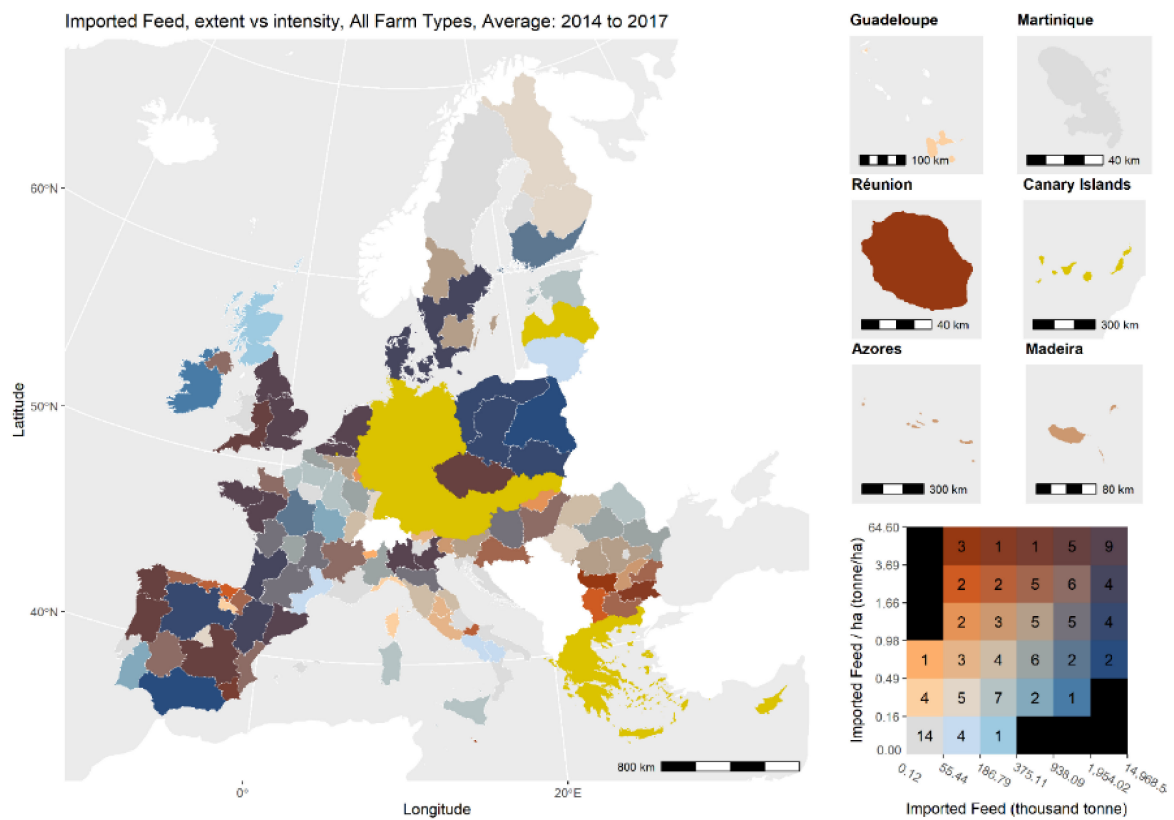 Imported Feed, extent vs intensity, All Farm Types, Average: 2014 to 2017
Guadeloupe
Martinique
100 km
40 km
Réunion
Canary Islands
40 km
300 km
Azores
Madeira
300 km
80 km
60°N
50°N
40°N
Latitude
0°
20°E
Longitude
800 km
Imported Feed / ha (tonne/ha)
64.60
3 1 1 5 9
3.69
2 2 5 6 4
1.66
2 3 5 5 4
0.98
1 3 4 6 2 2
0.49
4 5 7 2 1
0.16
14 4 1
0.00
0.12 55.44 186.79 375.11 938.09 1,954.02 14,968.5
Imported Feed (thousand tonne)